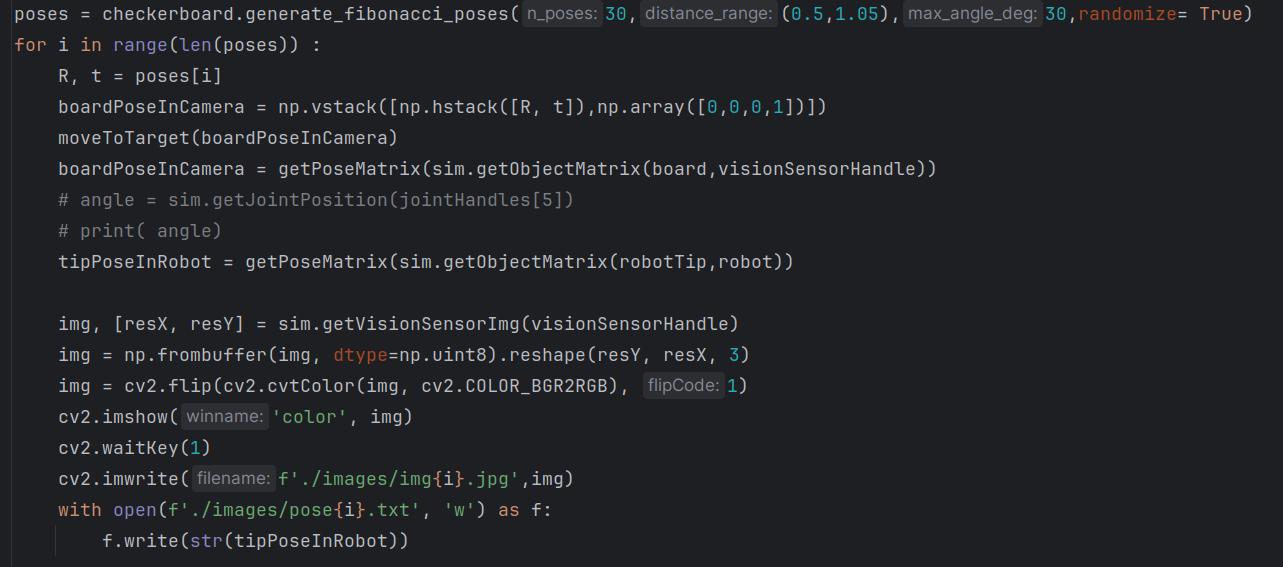 poses = checkerboard.generate_fibonacci_poses( n_poses: 30, distance_range: (0.5,1.05), max_angle_deg: 30,randomize= True)
for i in range(len(poses)) :
    R, t = poses[i]
    boardPoseInCamera = np.vstack([np.hstack([R, t]),np.array([0,0,0,1])])
    moveToTarget(boardPoseInCamera)
    boardPoseInCamera = getPoseMatrix(sim.getObjectMatrix(board,visionSensorHandle))
    # angle = sim.getJointPosition(jointHandles[5])
    # print( angle)
    tipPoseInRobot = getPoseMatrix(sim.getObjectMatrix(robotTip,robot))
    img, [resX, resY] = sim.getVisionSensorImg(visionSensorHandle)
    img = np.frombuffer(img, dtype=np.uint8).reshape(resY, resX, 3)
    img = cv2.flip(cv2.cvtColor(img, cv2.COLOR_BGR2RGB), flipCode: 1)
    cv2.imshow( winname: 'color', img)
    cv2.waitKey(1)
    cv2.imwrite( filename: f'./images/img{i}.jpg',img)
    with open(f'./images/pose{i}.txt', 'w') as f:
        f.write(str(tipPoseInRobot))